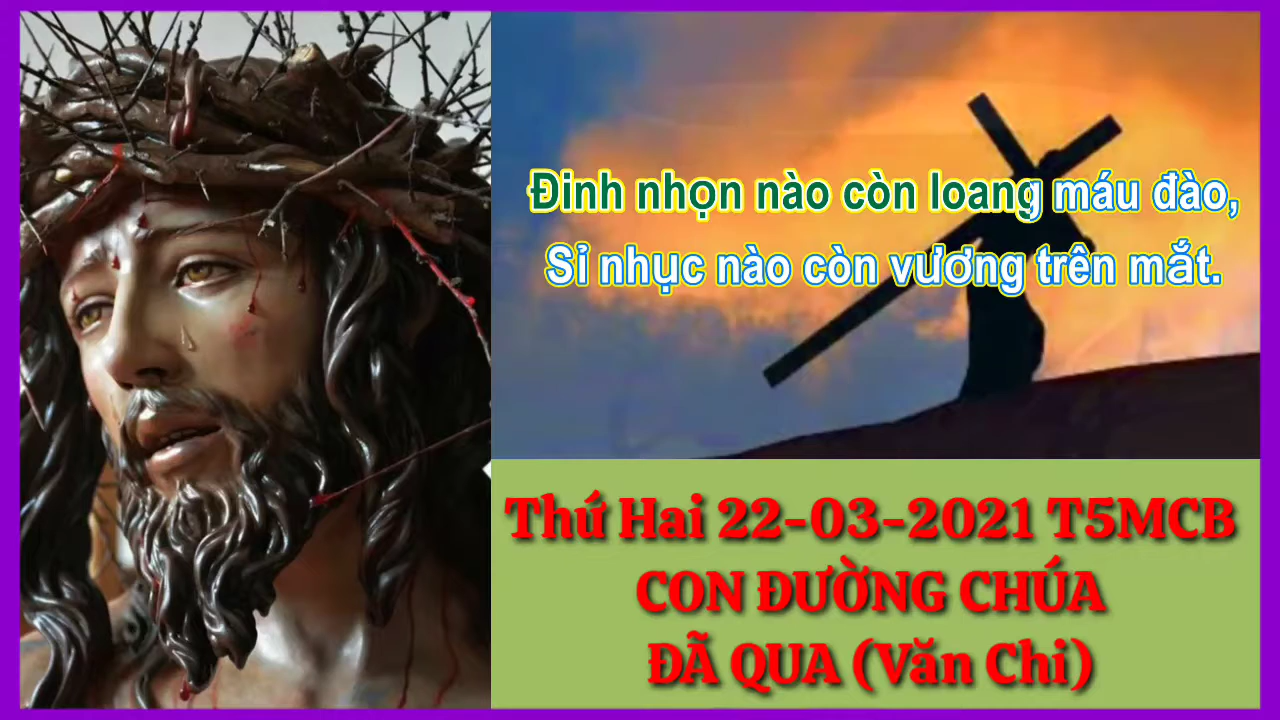 Đinh nhọn nào còn loang máu đào,
Sỉ nhục nào còn vương trên mắt.
Thứ Hai 22-03-2021 T5MCB
CON ĐƯỜNG CHÚA
ĐÃ QUA (Văn Chi)